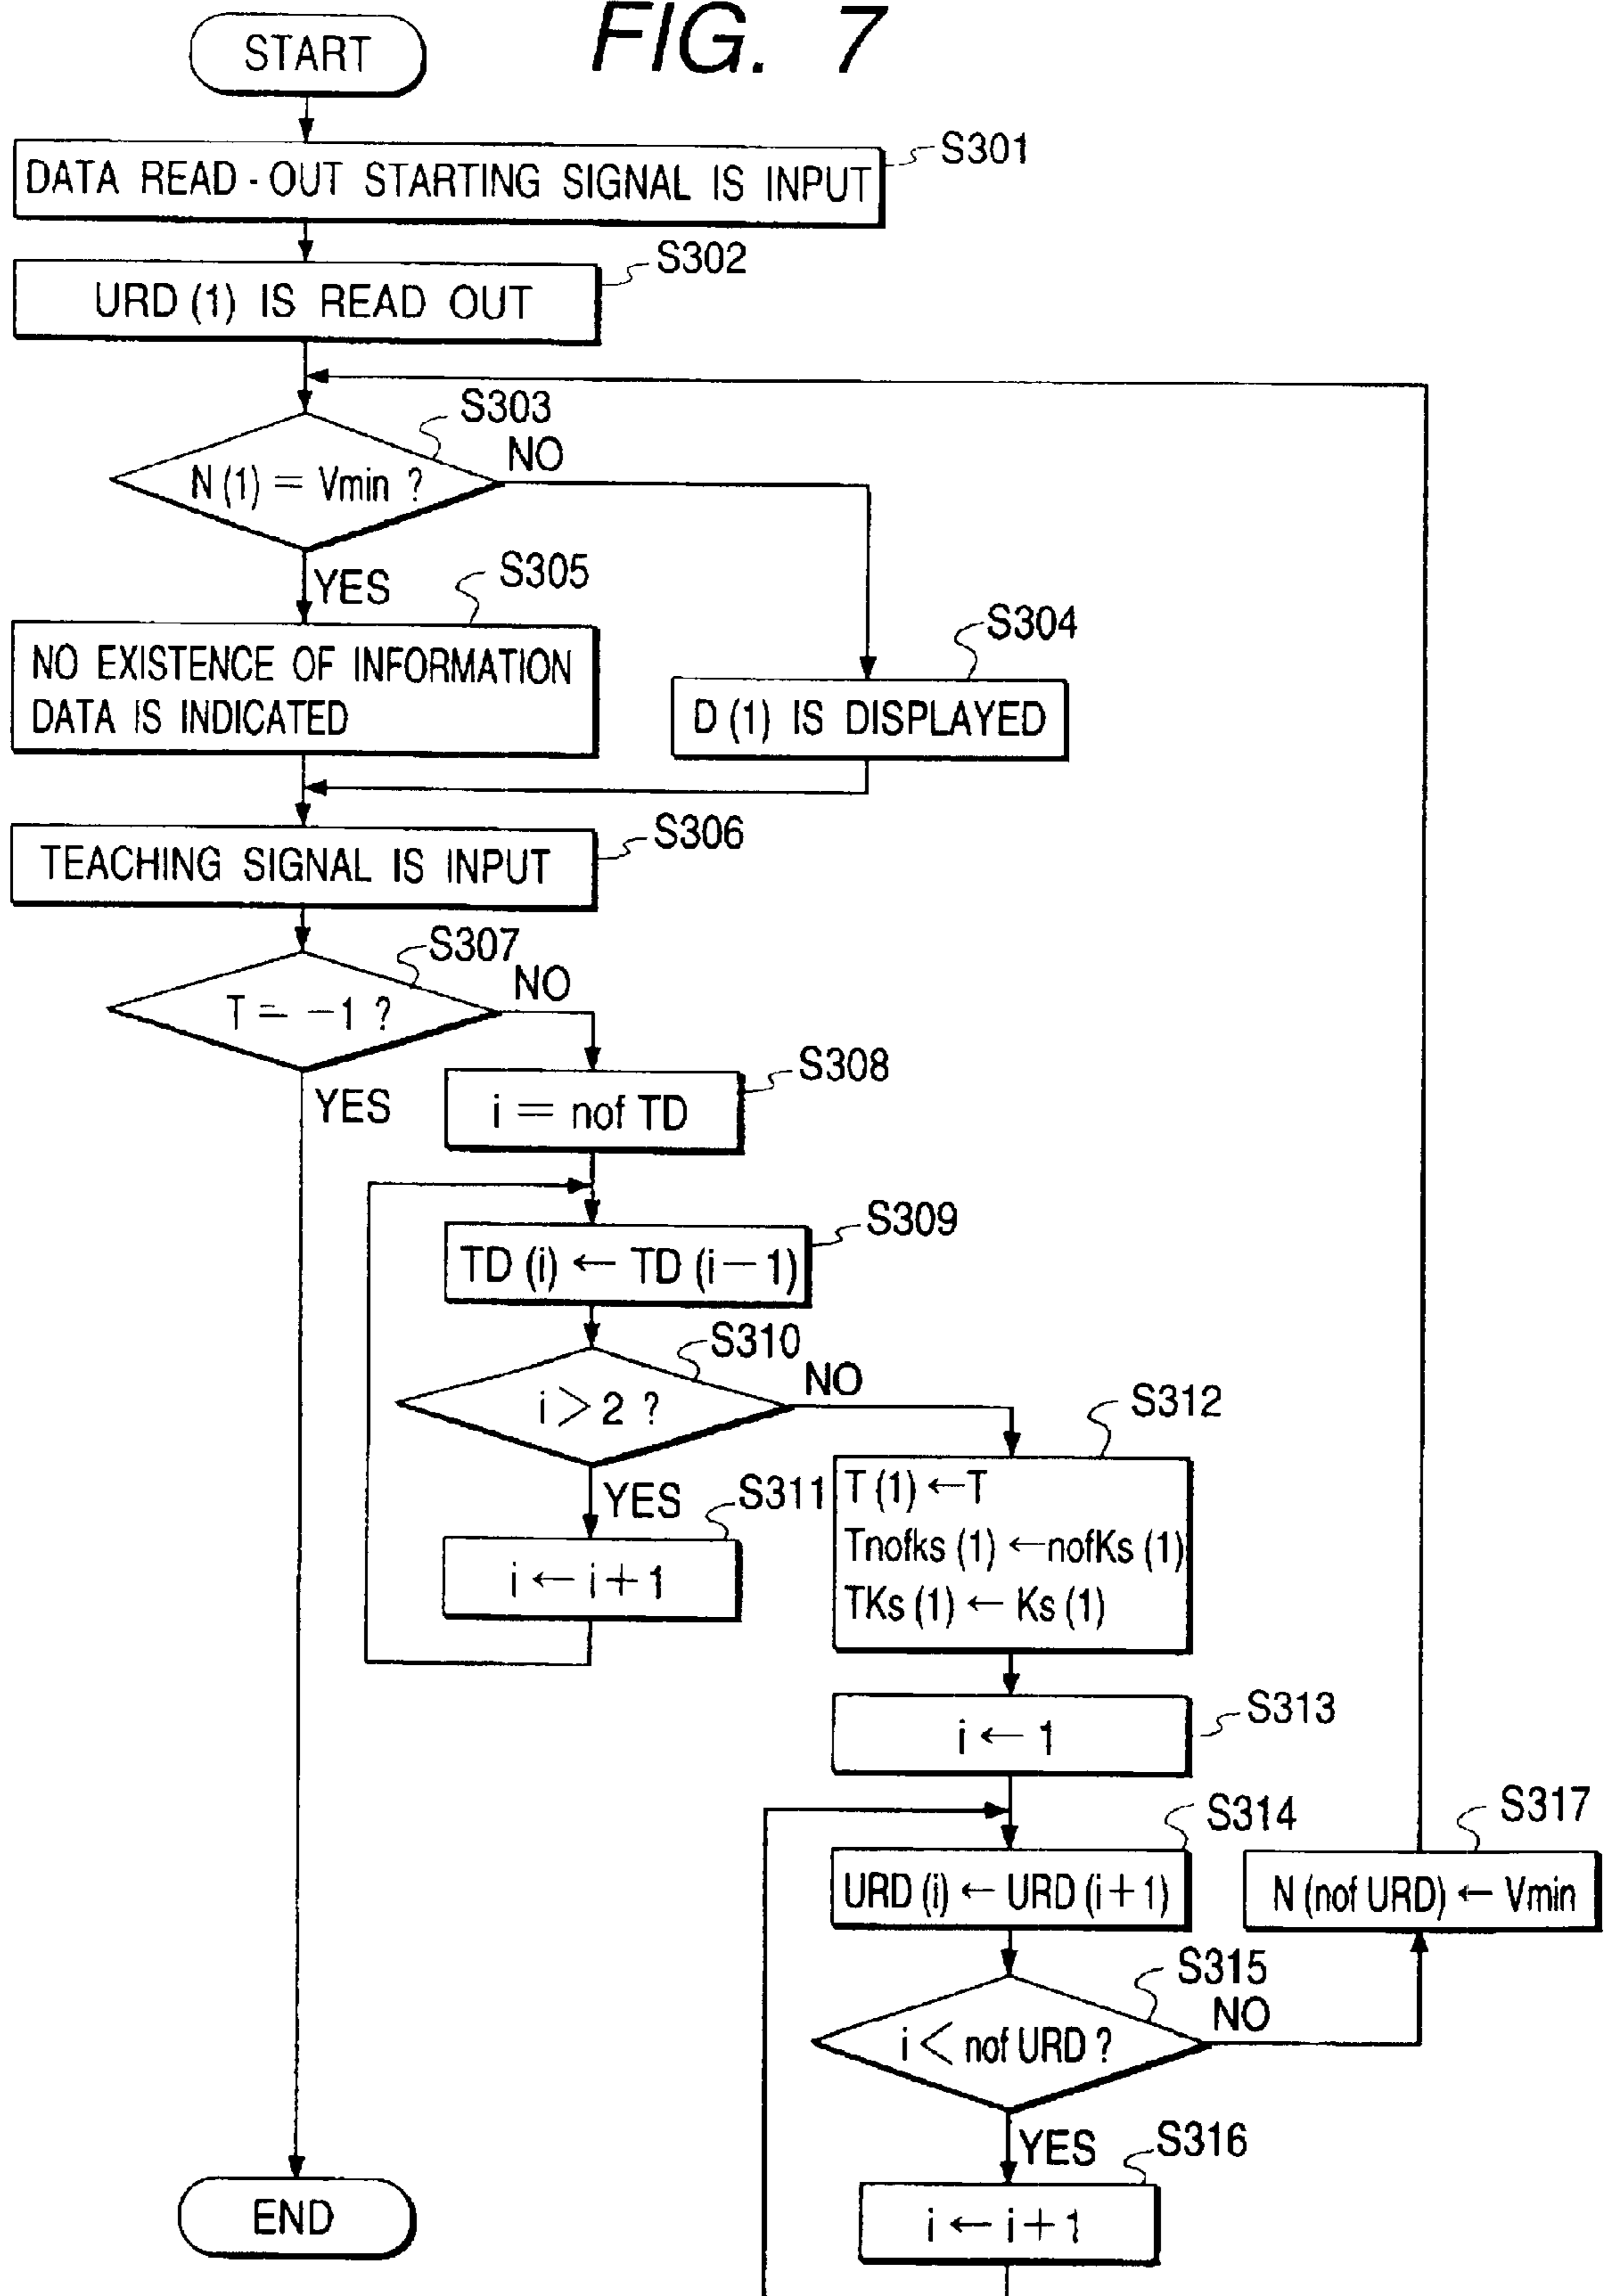 FIG. 7
START
DATA READ-OUT STARTING SIGNAL IS INPUT
S301
URD (1) IS READ OUT
S302
S303
N (1) = Vmin ?
NO
YES
S305
NO EXISTENCE OF INFORMATION
DATA IS INDICATED
S304
D (1) IS DISPLAYED
TEACHING SIGNAL IS INPUT
S306
S307
T = -1 ?
NO
YES
S308
i = nof TD
S309
TD (i) ← TD (i-1)
S310
i > 2 ?
NO
YES
S311
i ← i+1
S312
T (1) ← T
Tnofks (1) ← nofKs (1)
TKs (1) ← Ks (1)
S313
i ← 1
S314
URD (i) ← URD (i+1)
S317
N (nof URD) ← Vmin
S315
i < nof URD ?
NO
YES
S316
i ← i+1
END